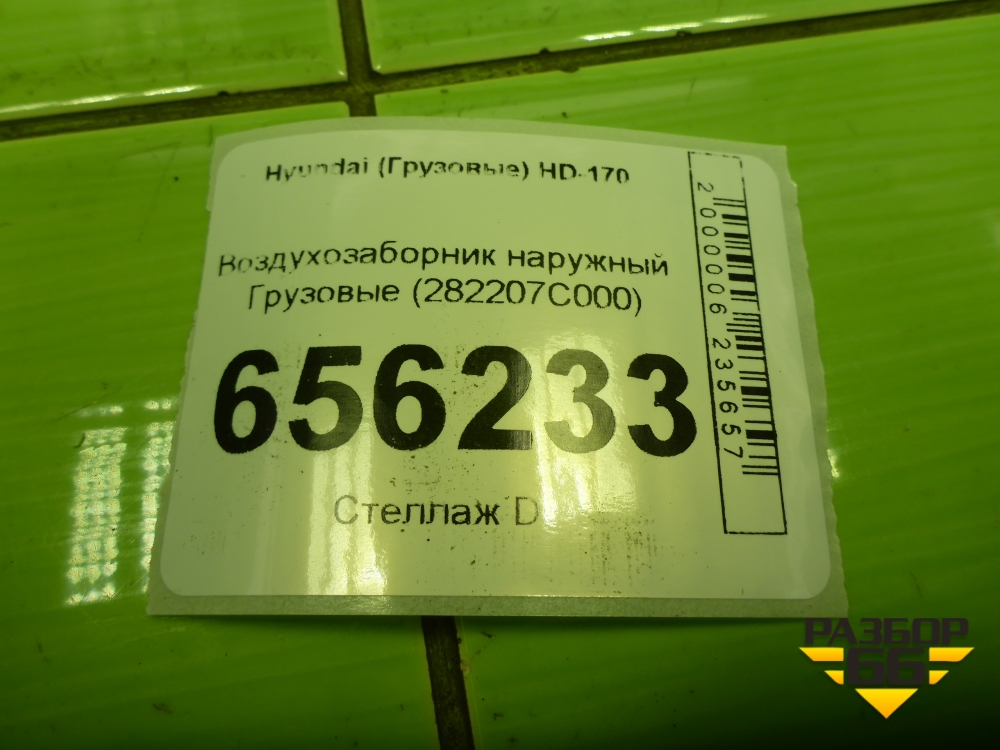 Hyundai (Грузовые) HD-170
Воздухозаборник наружный
Грузовые (282207C000)
656233
Стеллаж D
2000006235657
РАЗБОР
66